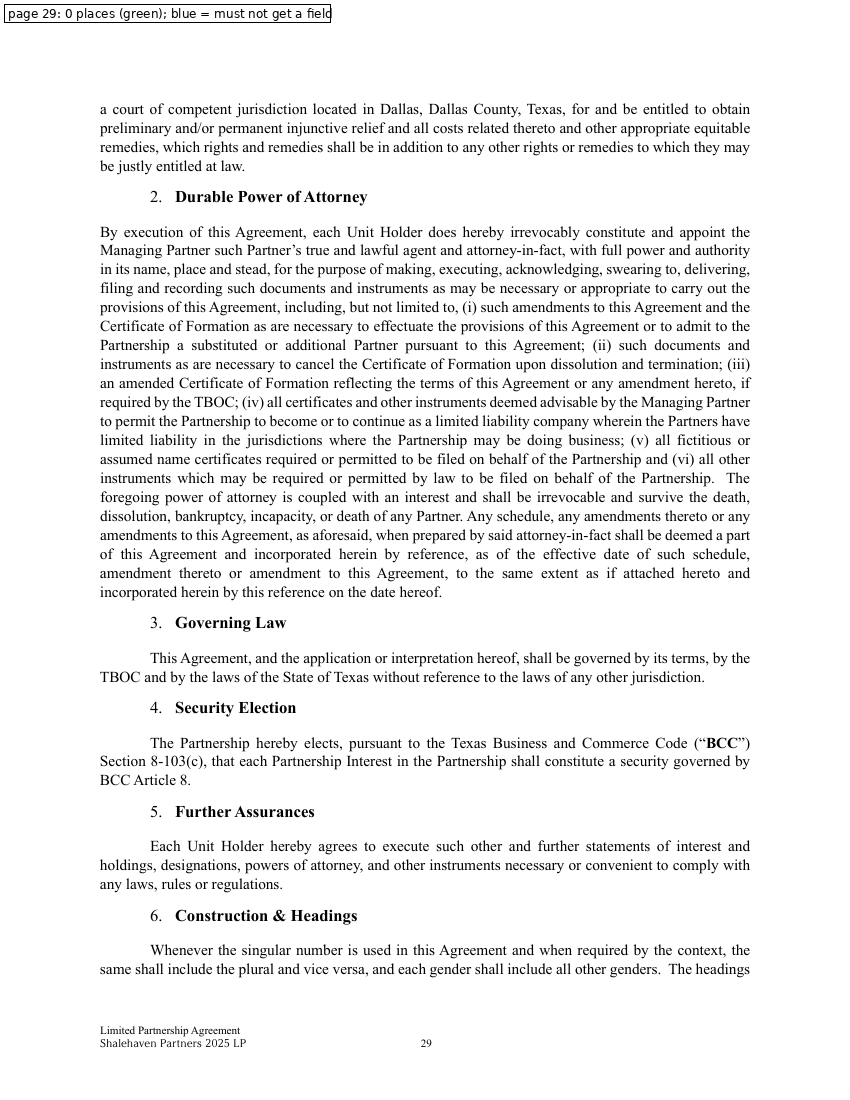 page 29: 0 places (green); blue = must not get a field
a court of competent jurisdiction located in Dallas, Dallas County, Texas, for and be entitled to obtain
preliminary and/or permanent injunctive relief and all costs related thereto and other appropriate equitable
remedies, which rights and remedies shall be in addition to any other rights or remedies to which they may
be justly entitled at law.
2. Durable Power of Attorney
By execution of this Agreement, each Unit Holder does hereby irrevocably constitute and appoint the
Managing Partner such Partner’s true and lawful agent and attorney-in-fact, with full power and authority
in its name, place and stead, for the purpose of making, executing, acknowledging, swearing to, delivering,
filing and recording such documents and instruments as may be necessary or appropriate to carry out the
provisions of this Agreement, including, but not limited to, (i) such amendments to this Agreement and the
Certificate of Formation as are necessary to effectuate the provisions of this Agreement or to admit to the
Partnership a substituted or additional Partner pursuant to this Agreement; (ii) such documents and
instruments as are necessary to cancel the Certificate of Formation upon dissolution and termination; (iii)
an amended Certificate of Formation reflecting the terms of this Agreement or any amendment hereto, if
required by the TBOC; (iv) all certificates and other instruments deemed advisable by the Managing Partner
to permit the Partnership to become or to continue as a limited liability company wherein the Partners have
limited liability in the jurisdictions where the Partnership may be doing business; (v) all fictitious or
assumed name certificates required or permitted to be filed on behalf of the Partnership and (vi) all other
instruments which may be required or permitted by law to be filed on behalf of the Partnership. The
foregoing power of attorney is coupled with an interest and shall be irrevocable and survive the death,
dissolution, bankruptcy, incapacity, or death of any Partner. Any schedule, any amendments thereto or any
amendments to this Agreement, as aforesaid, when prepared by said attorney-in-fact shall be deemed a part
of this Agreement and incorporated herein by reference, as of the effective date of such schedule,
amendment thereto or amendment to this Agreement, to the same extent as if attached hereto and
incorporated herein by this reference on the date hereof.
3. Governing Law
This Agreement, and the application or interpretation hereof, shall be governed by its terms, by the
TBOC and by the laws of the State of Texas without reference to the laws of any other jurisdiction.
4. Security Election
The Partnership hereby elects, pursuant to the Texas Business and Commerce Code (“BCC”)
Section 8-103(c), that each Partnership Interest in the Partnership shall constitute a security governed by
BCC Article 8.
5. Further Assurances
Each Unit Holder hereby agrees to execute such other and further statements of interest and
holdings, designations, powers of attorney, and other instruments necessary or convenient to comply with
any laws, rules or regulations.
6. Construction & Headings
Whenever the singular number is used in this Agreement and when required by the context, the
same shall include the plural and vice versa, and each gender shall include all other genders. The headings
Limited Partnership Agreement
Shalehaven Partners 2025 LP 29